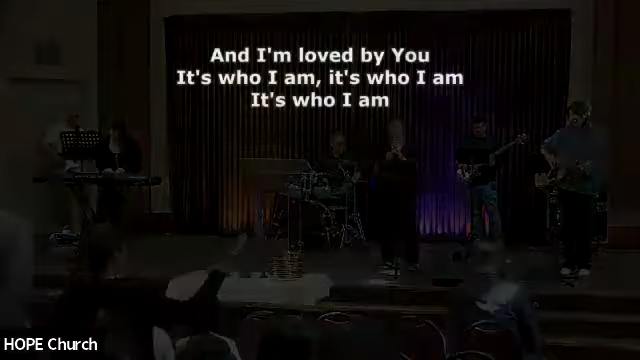 And I'm loved by You
It's who I am, it's who I am
It's who I am
HOPE Church